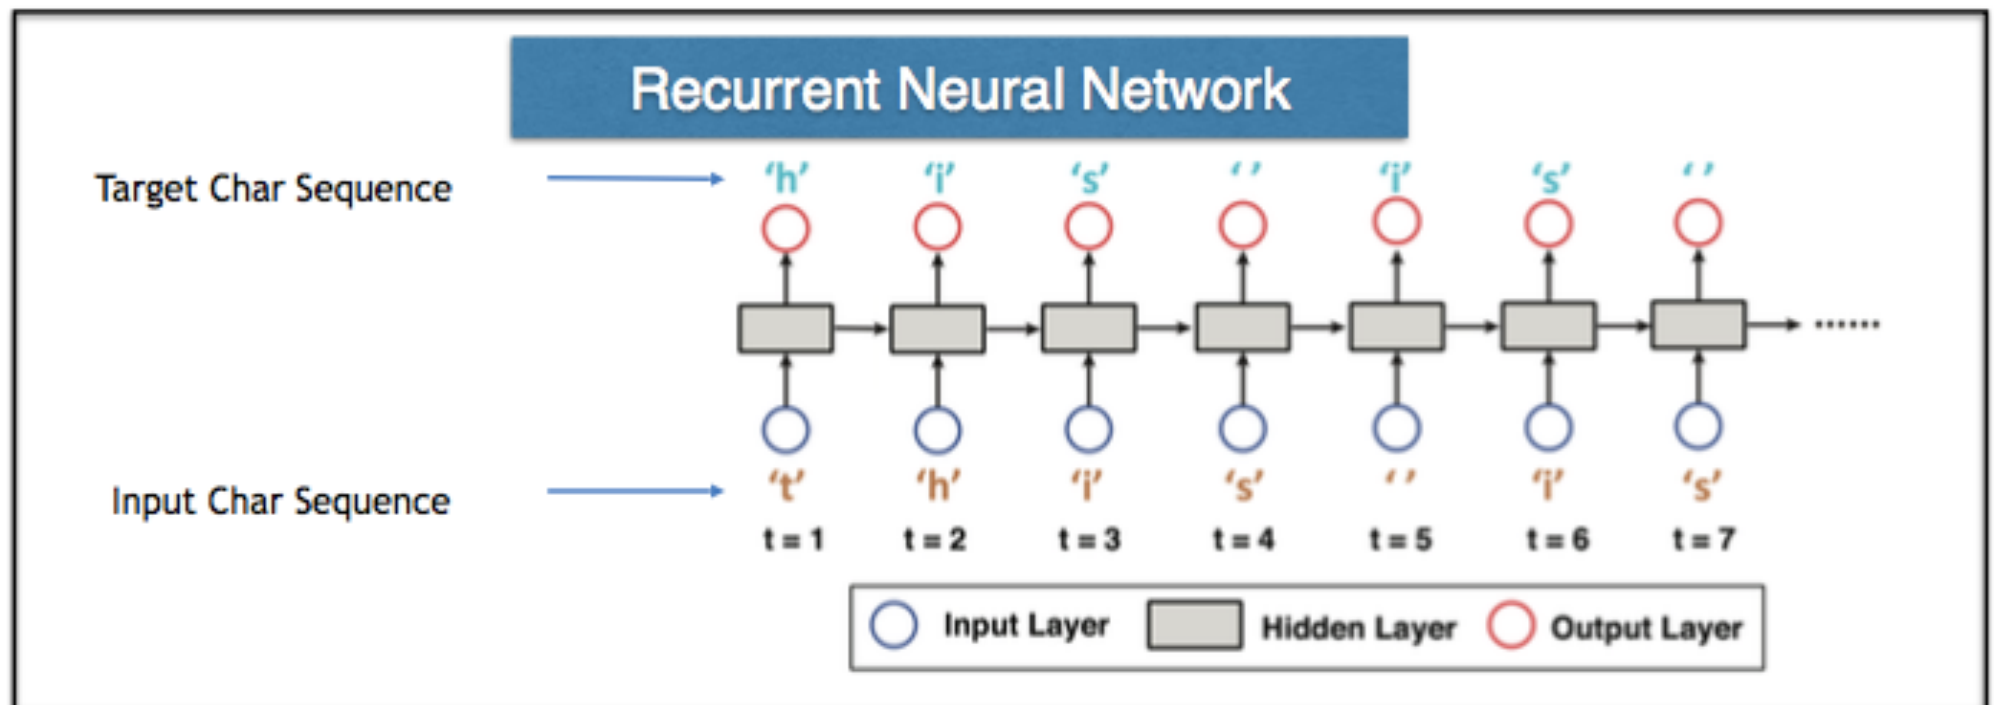 Recurrent Neural Network
Target Char Sequence ‘h’ ‘i’ ‘s’ ‘ ’ ‘i’ ‘s’ ‘ ’
Input Char Sequence ‘t’ ‘h’ ‘i’ ‘s’ ‘ ’ ‘i’ ‘s’
t = 1 t = 2 t = 3 t = 4 t = 5 t = 6 t = 7
Input Layer Hidden Layer Output Layer